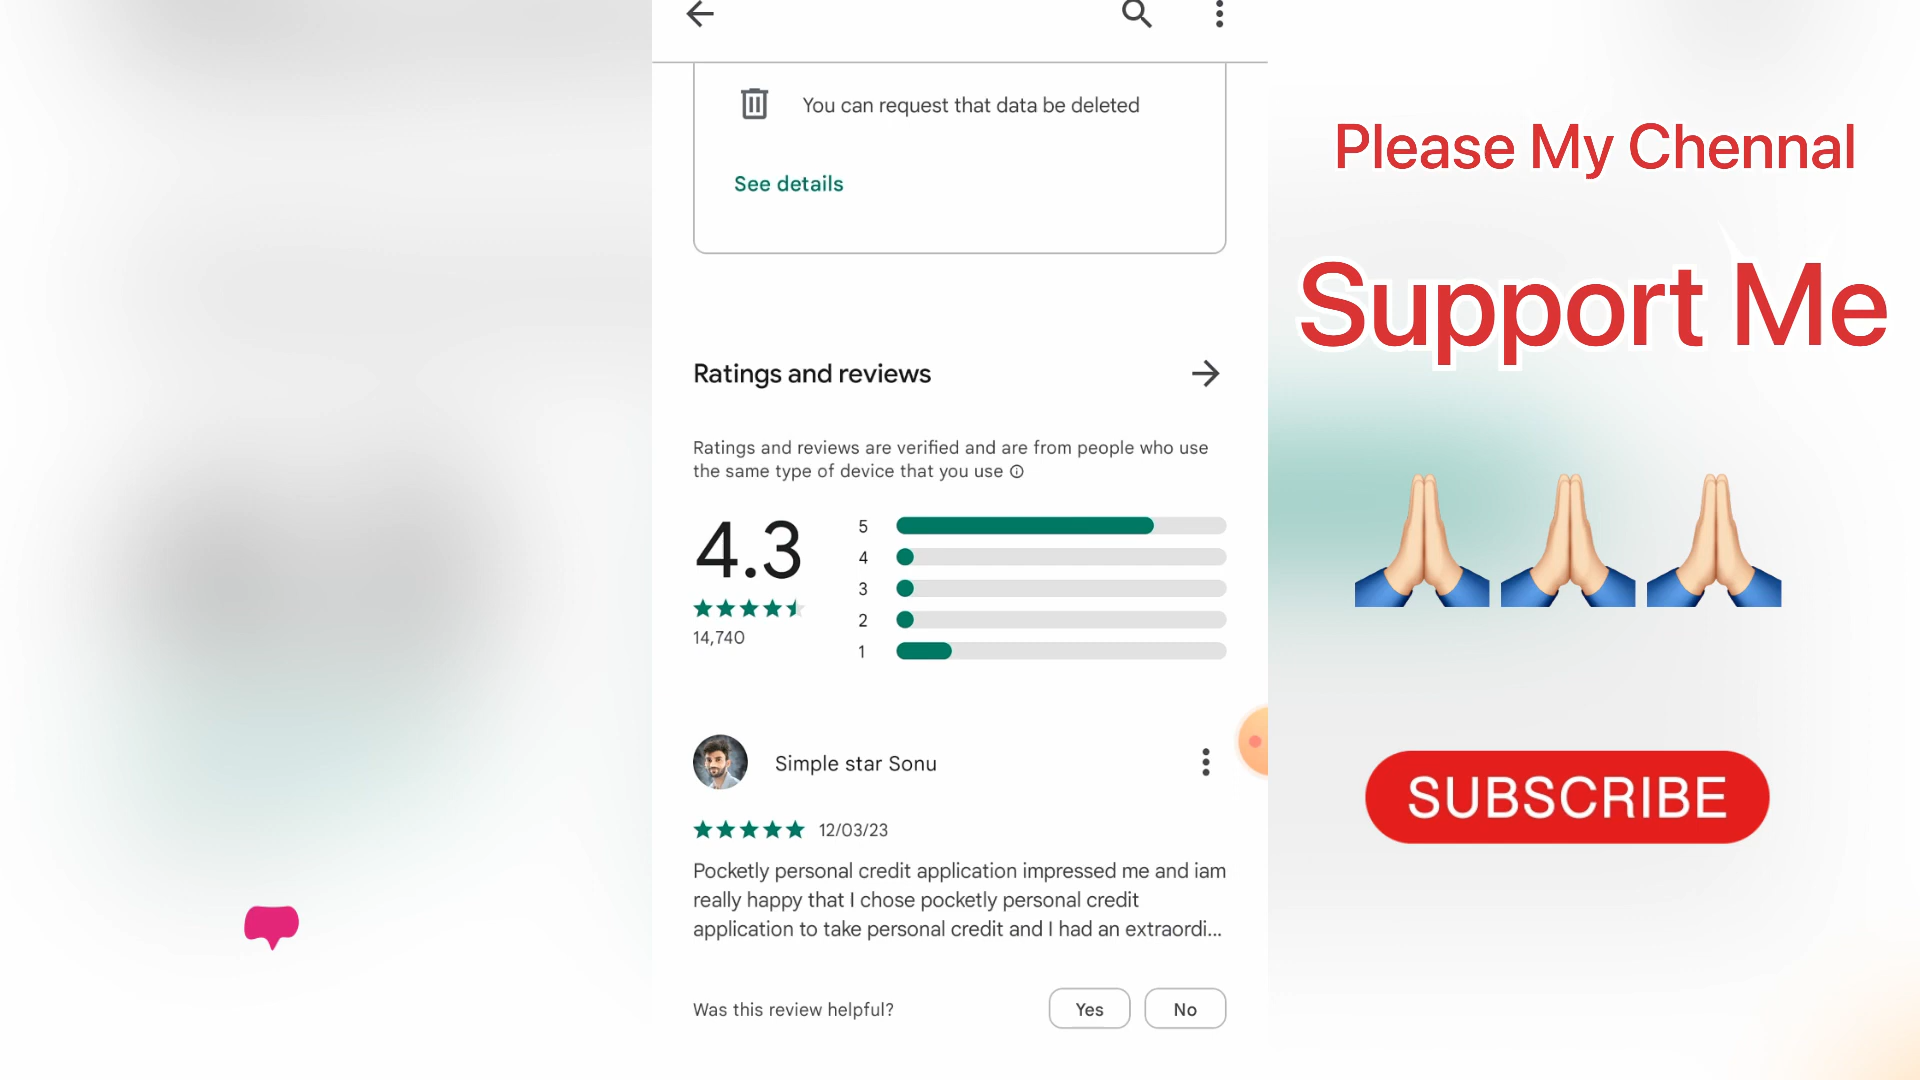 You can request that data be deleted
See details
Ratings and reviews
Ratings and reviews are verified and are from people who use
the same type of device that you use
4.3
14,740
5
4
3
2
1
Simple star Sonu
12/03/23
Pocketly personal credit application impressed me and iam
really happy that I chose pocketly personal credit
application to take personal credit and I had an extraordi...
Was this review helpful?
Yes
No
Please My Chennal
Support Me
SUBSCRIBE